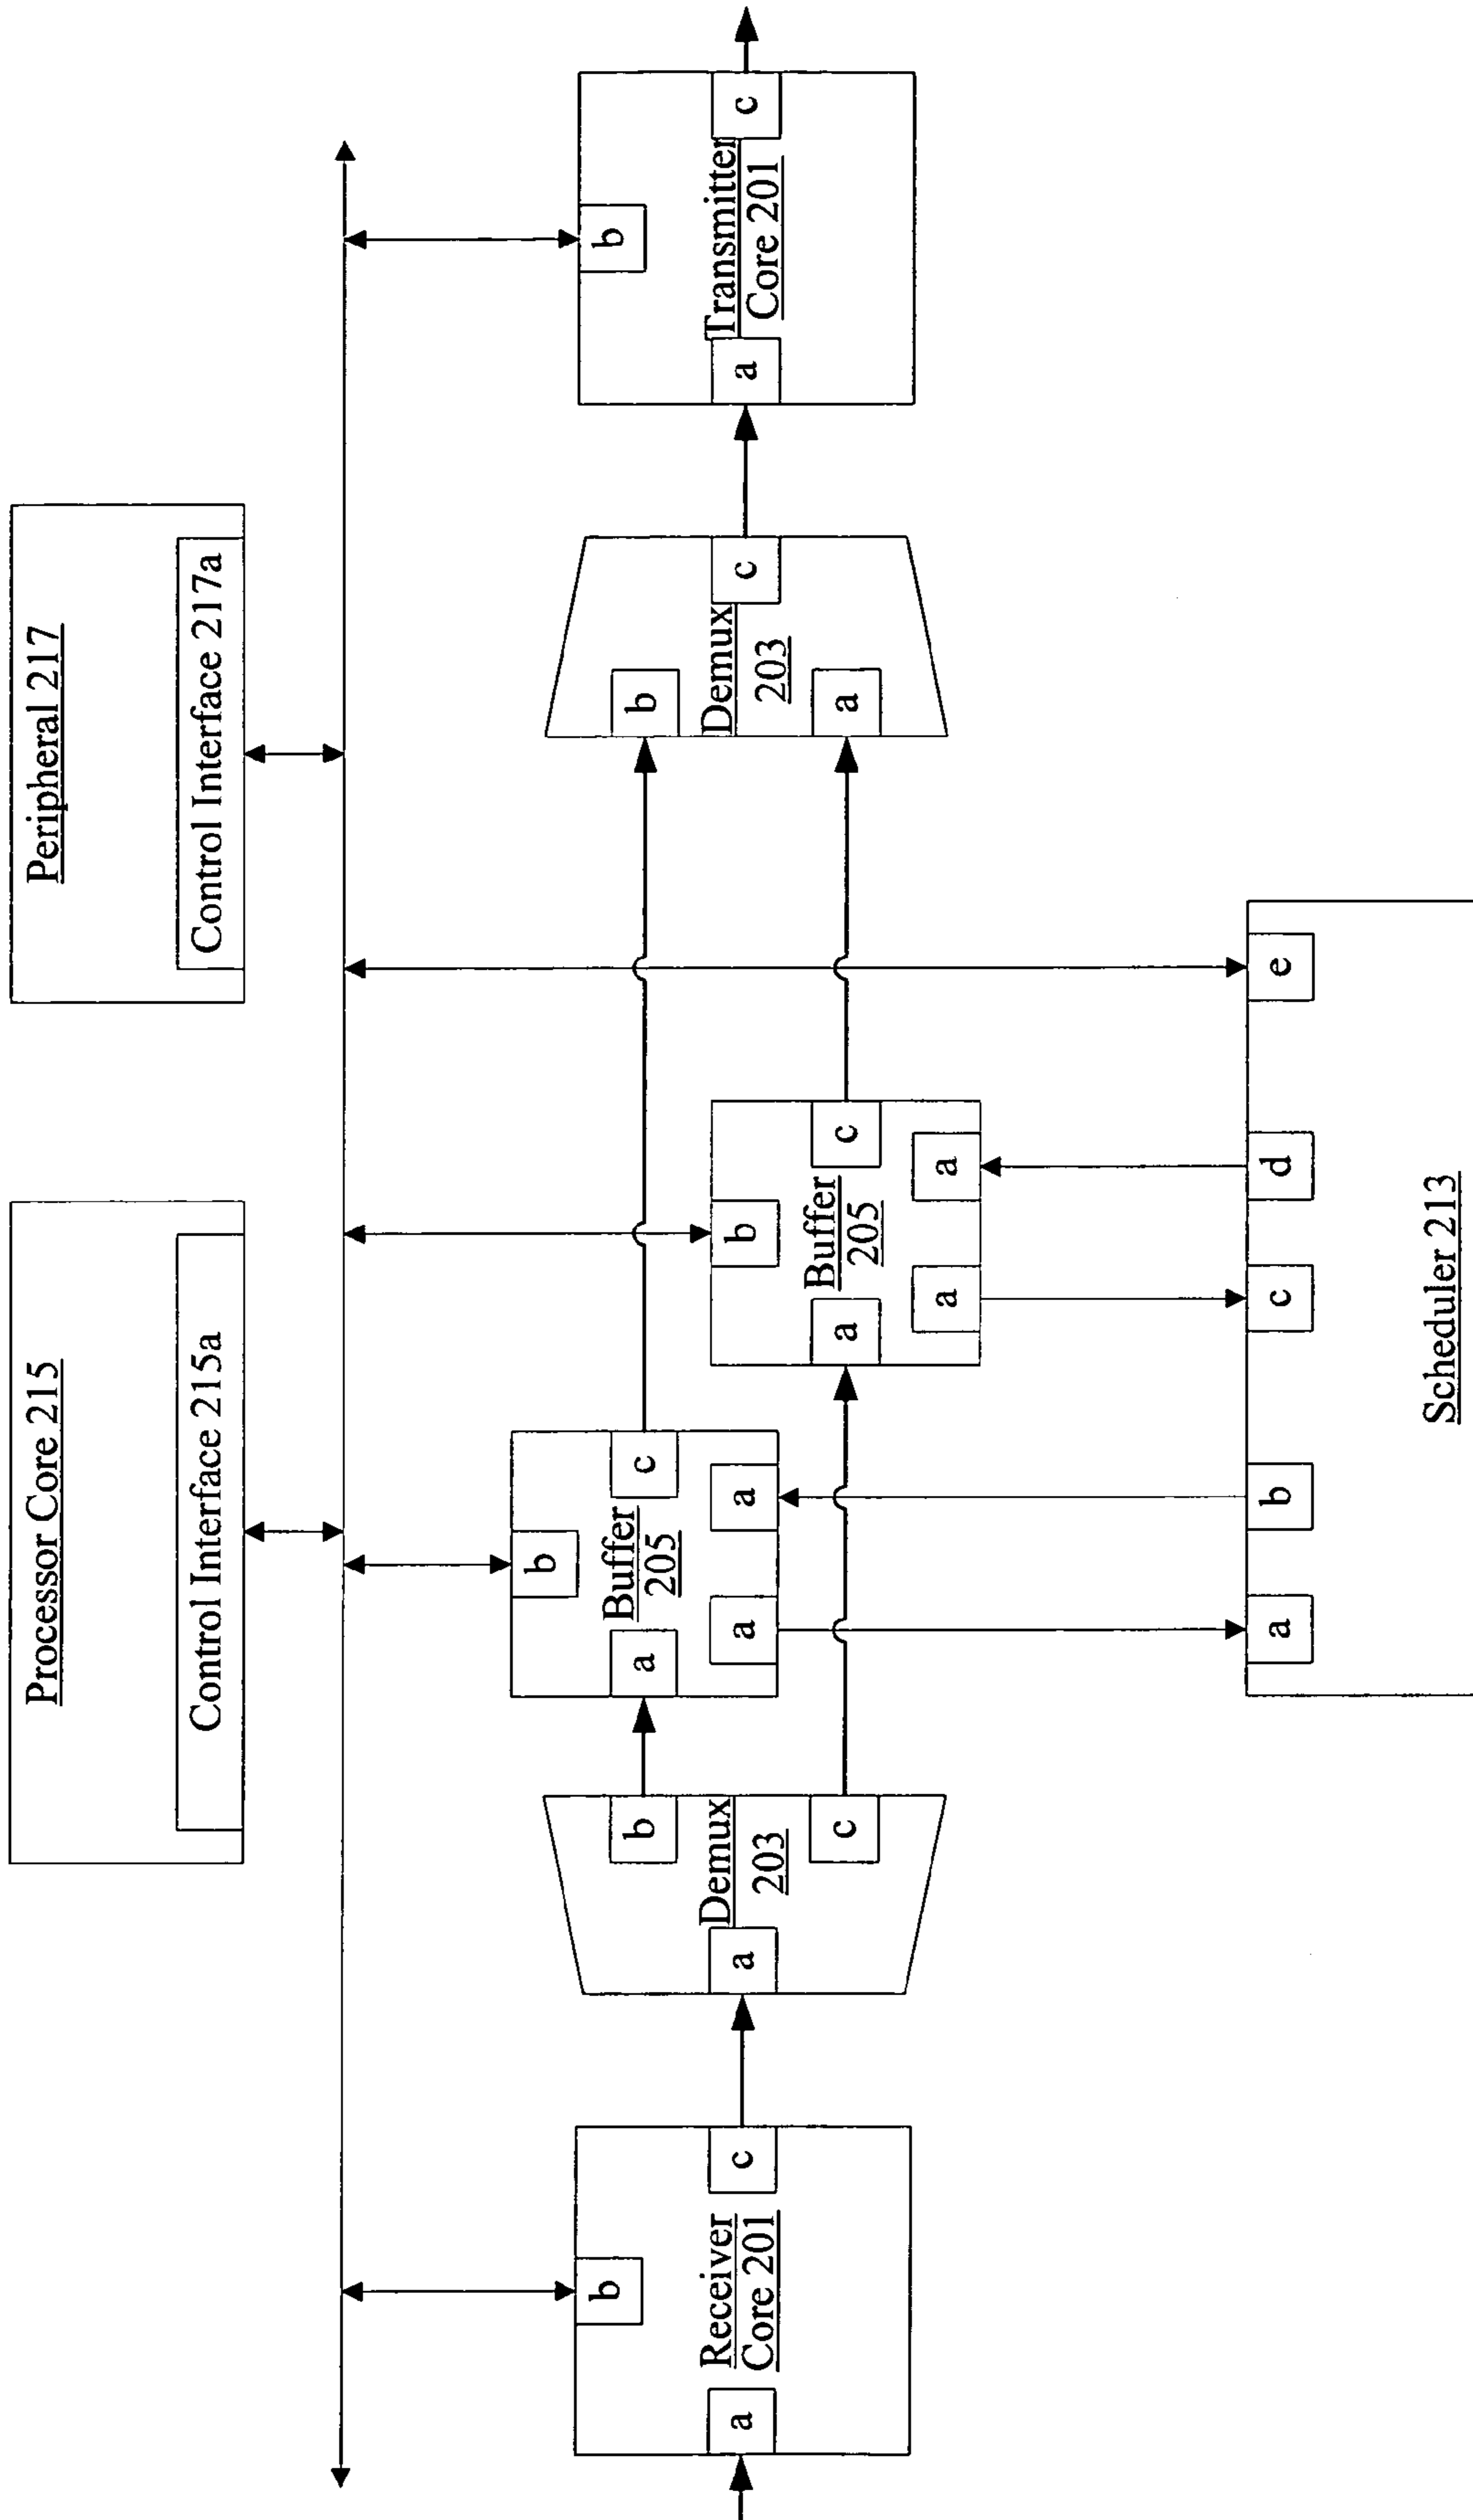 Processor Core 215
Control Interface 215a
Peripheral 217
Control Interface 217a
b
Receiver
Core 201
a
c
Demux
203
a
b
c
b
Buffer
205
a
c
a
a
b
Buffer
205
a
c
a
a
Demux
203
b
a
c
b
Transmitter
Core 201
a
c
a
b
c
d
e
Scheduler 213